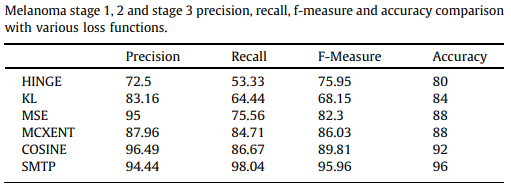 Melanoma stage 1, 2 and stage 3 precision, recall, f-measure and accuracy comparison
with various loss functions.
Precision Recall F-Measure Accuracy
HINGE 72.5 53.33 75.95 80
KL 83.16 64.44 68.15 84
MSE 95 75.56 82.3 88
MCXENT 87.96 84.71 86.03 88
COSINE 96.49 86.67 89.81 92
SMTP 94.44 98.04 95.96 96